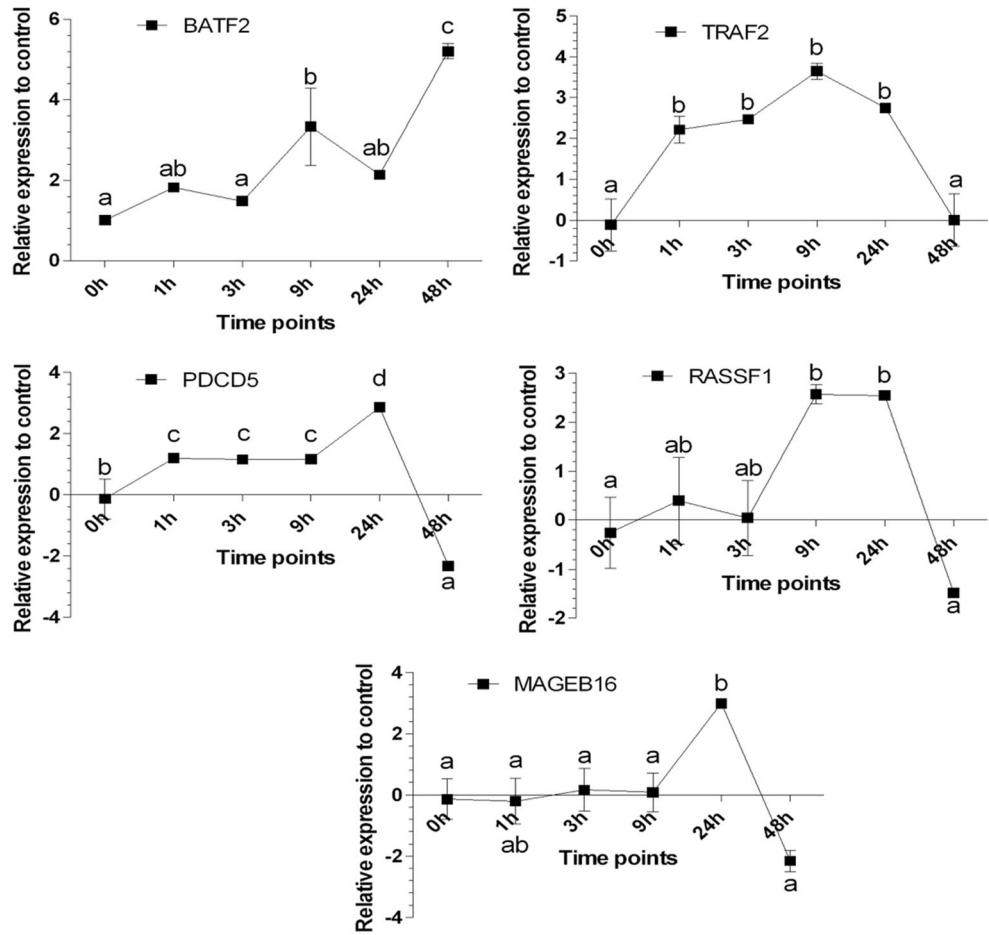 BATF2
Relative expression to control
6
4
2
0
a
ab
a
b
ab
c
0h
1h
3h
9h
24h
48h
Time points
TRAF2
Relative expression to control
5
4
3
2
1
0
-1
a
b
b
b
b
a
0h
1h
3h
9h
24h
48h
Time points
PDCD5
Relative expression to control
4
2
0
-2
-4
b
c
c
c
d
a
0h
1h
3h
9h
24h
48h
Time points
RASSF1
Relative expression to control
3
2
1
0
-1
-2
a
ab
ab
b
b
a
0h
1h
3h
9h
24h
48h
Time points
MAGEB16
Relative expression to control
4
2
0
-2
-4
a
a
a
a
b
0h
1h
3h
9h
24h
48h
ab
a
Time points